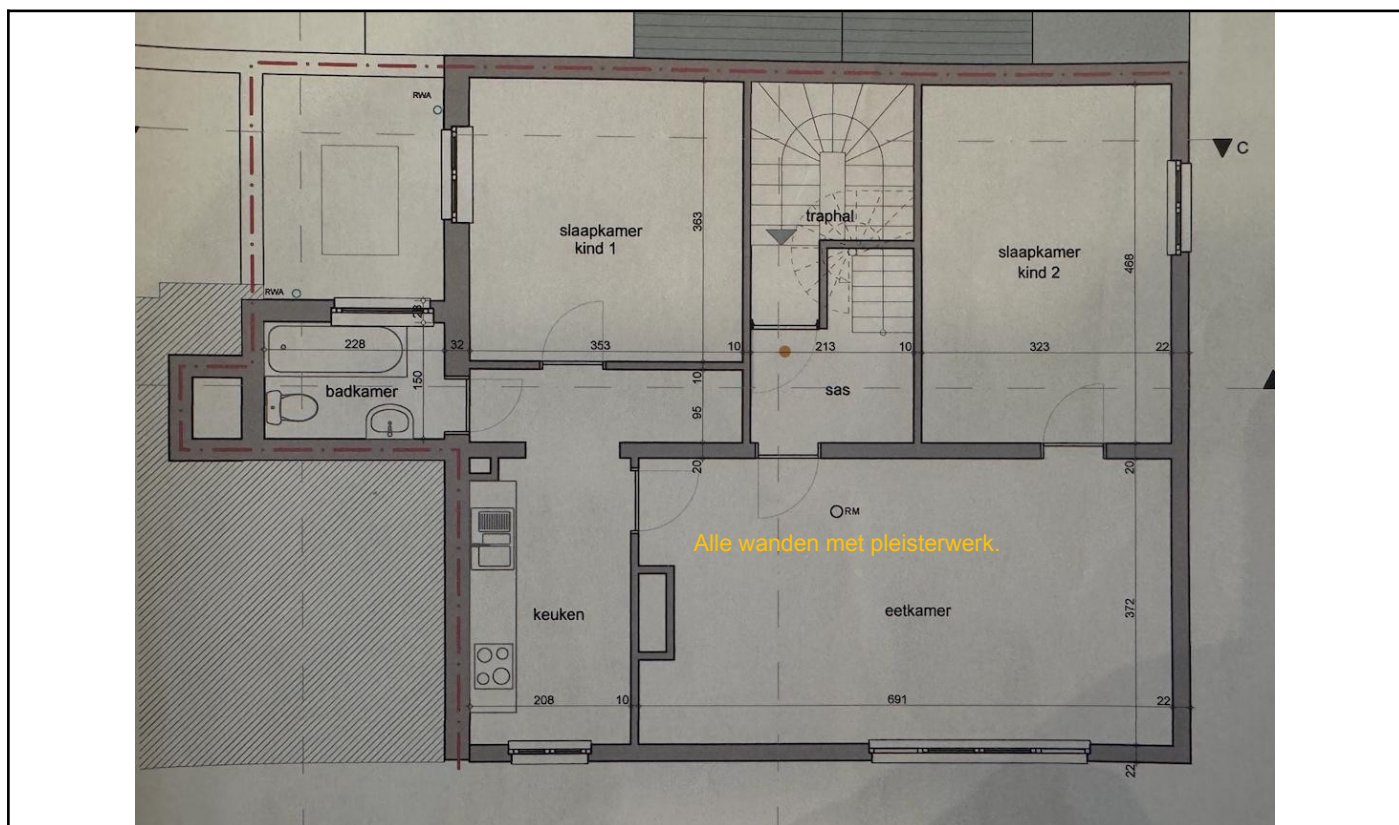 RWA
C
slaapkamer
kind 1
363
traphal
slaapkamer
kind 2
468
RWA
28
228
32
353
10
213
10
323
22
150
badkamer
10
sas
95
20
20
RM
Alle wanden met pleisterwerk.
keuken
eetkamer
372
208
10
691
22
22